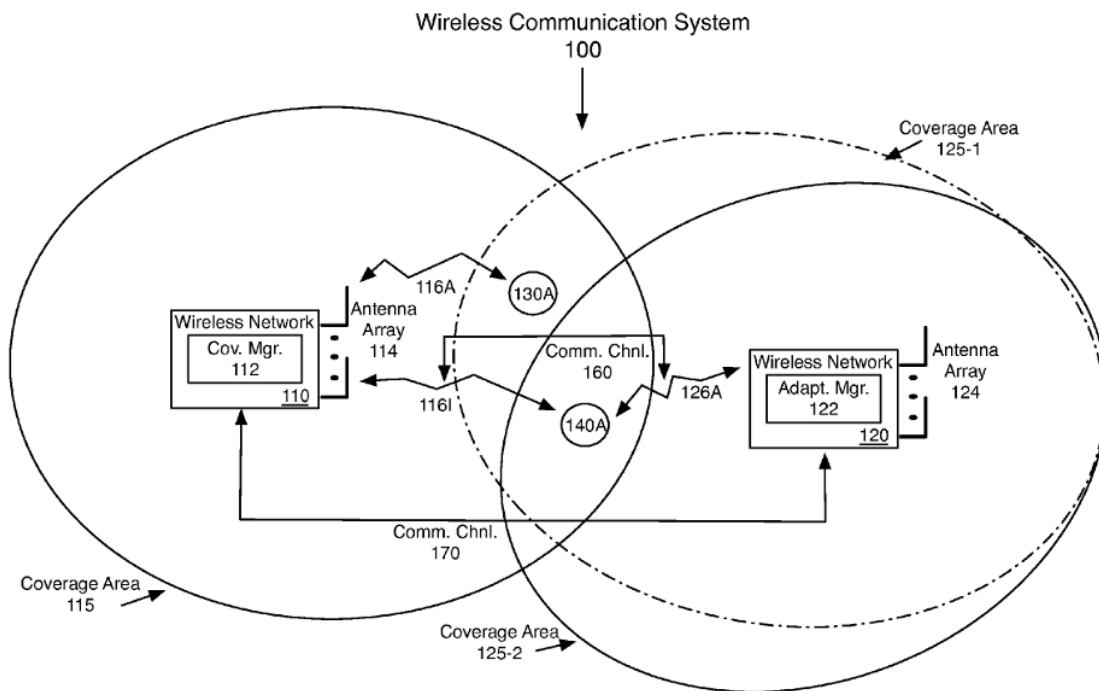 Wireless Communication System
100
Coverage Area
125-1
116A
130A
Wireless Network
Cov. Mgr.
112
110
Antenna
Array
114
Comm. Chnl.
160
116I
126A
140A
Wireless Network
Adapt. Mgr.
122
120
Antenna
Array
124
Comm. Chnl.
170
Coverage Area
115
Coverage Area
125-2